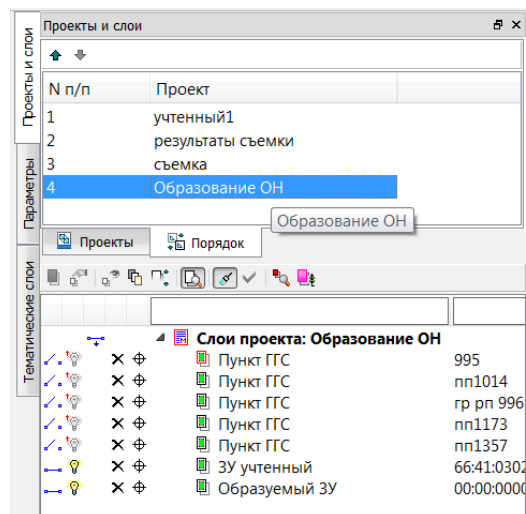 Проекты и слои
Проекты и слои
Параметры
Тематические слои
N п/п Проект
1 учтенный1
2 результаты съемки
3 съемка
4 Образование ОН
Образование ОН
Проекты Порядок
Слои проекта: Образование ОН
Пункт ГГС 995
Пункт ГГС пп1014
Пункт ГГС гр рп 996
Пункт ГГС пп1173
Пункт ГГС пп1357
ЗУ учтенный 66:41:0302
Образуемый ЗУ 00:00:0000